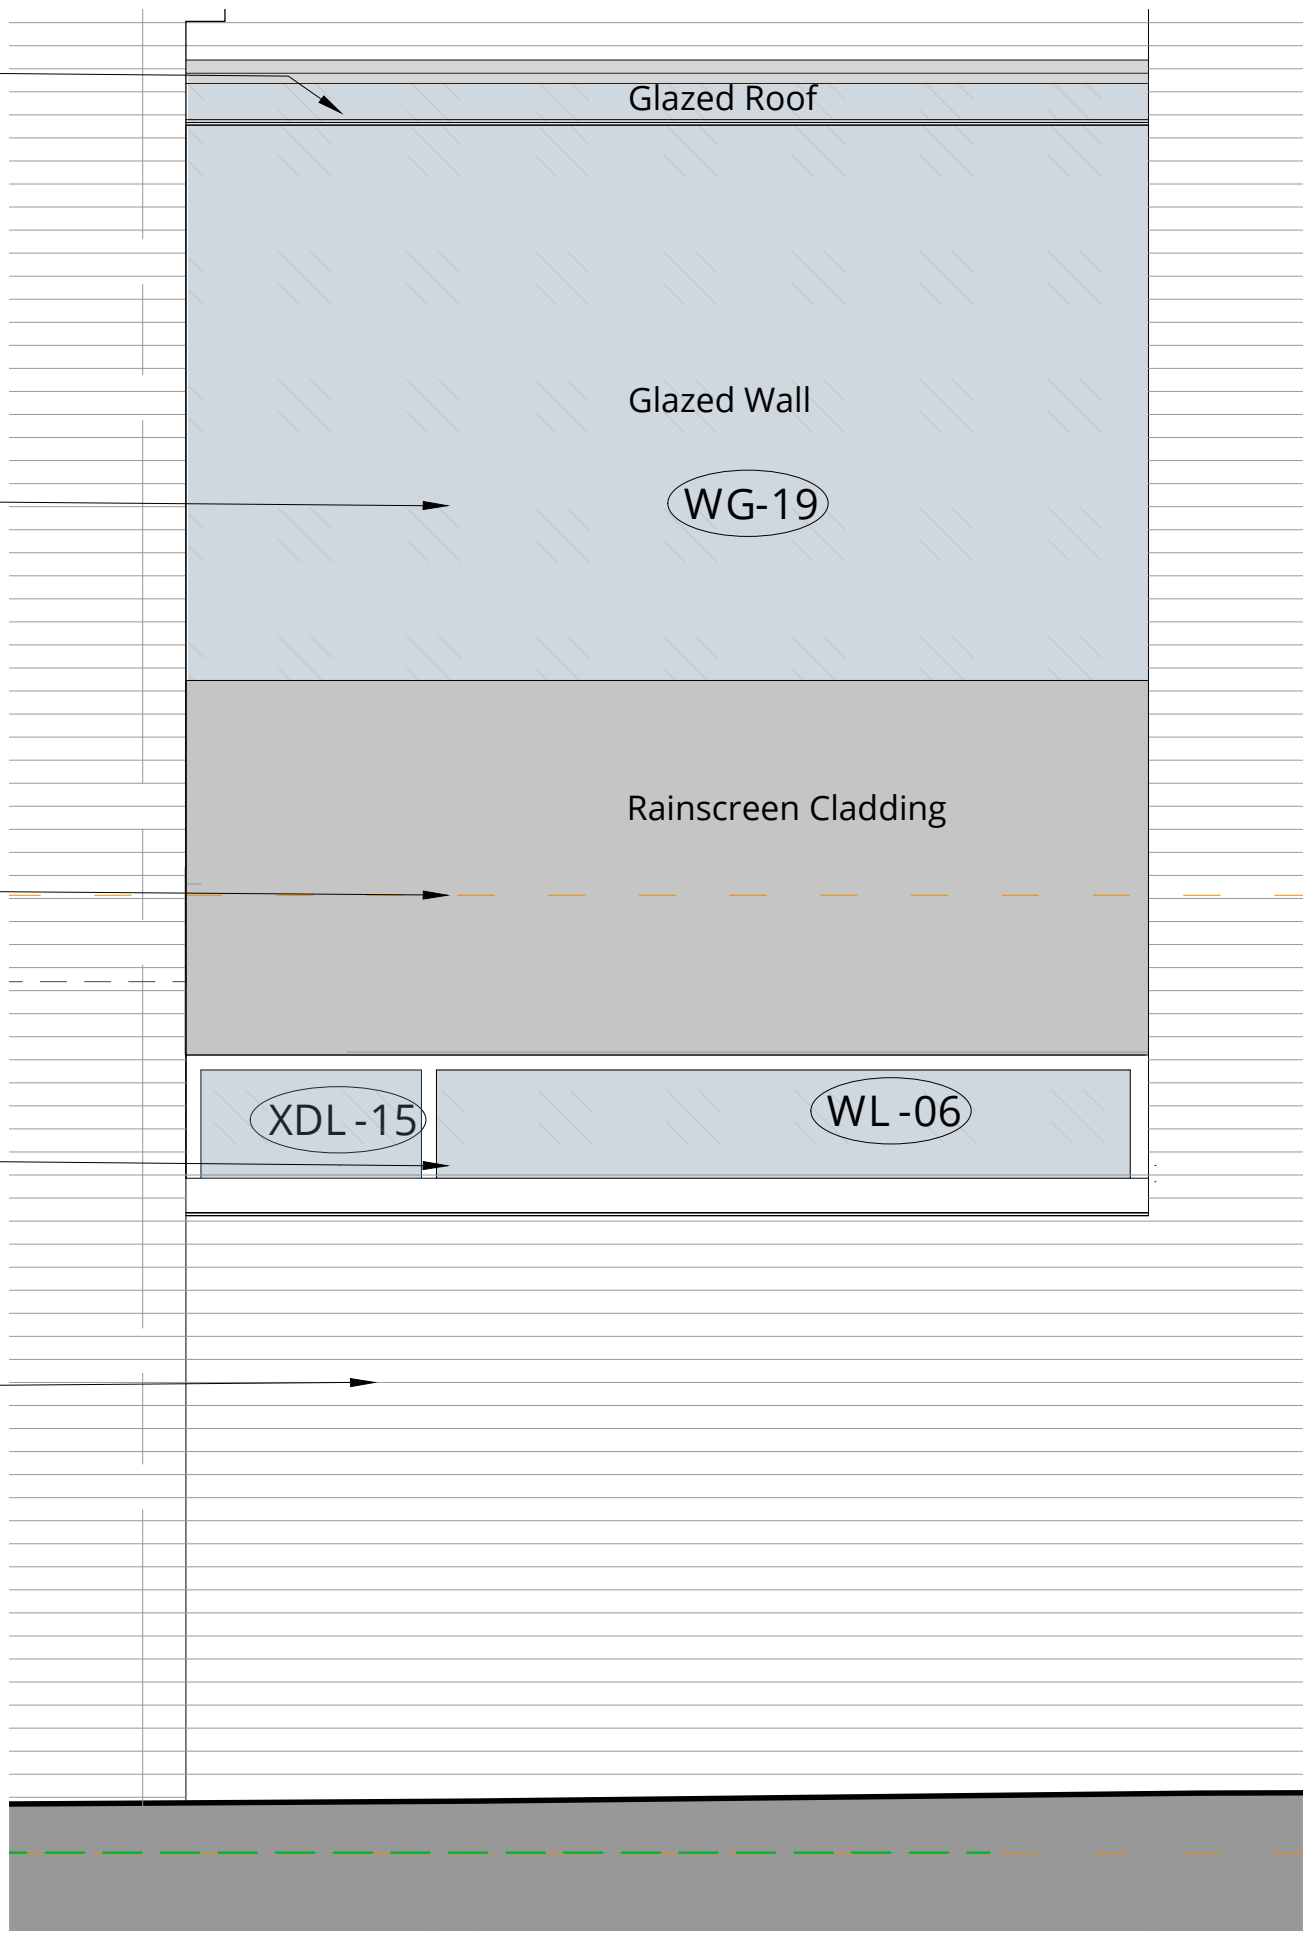 Glazed Roof
Glazed Wall
WG-19
Rainscreen Cladding
XDL-15
WL-06